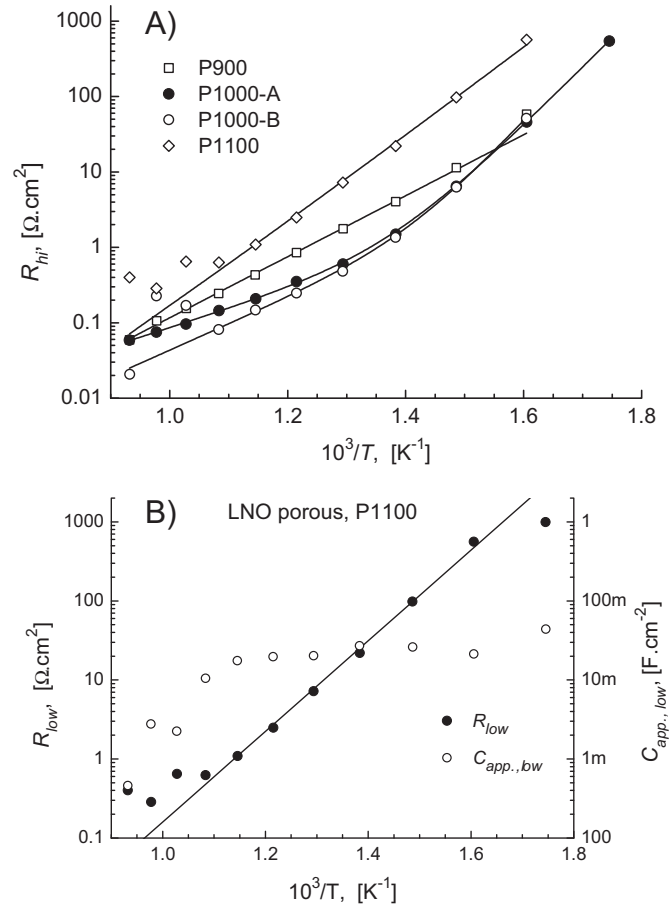 A)
P900
P1000-A
P1000-B
P1100
1000
100
10
1
0.1
0.01
R_hi, [Ω.cm²]
1.0 1.2 1.4 1.6 1.8
10³/T, [K⁻¹]
B) LNO porous, P1100
1000
100
10
1
0.1
R_low, [Ω.cm²]
1
100m
10m
1m
100
C_app.,low, [F.cm⁻²]
R_low
C_app.,low
1.0 1.2 1.4 1.6 1.8
10³/T, [K⁻¹]